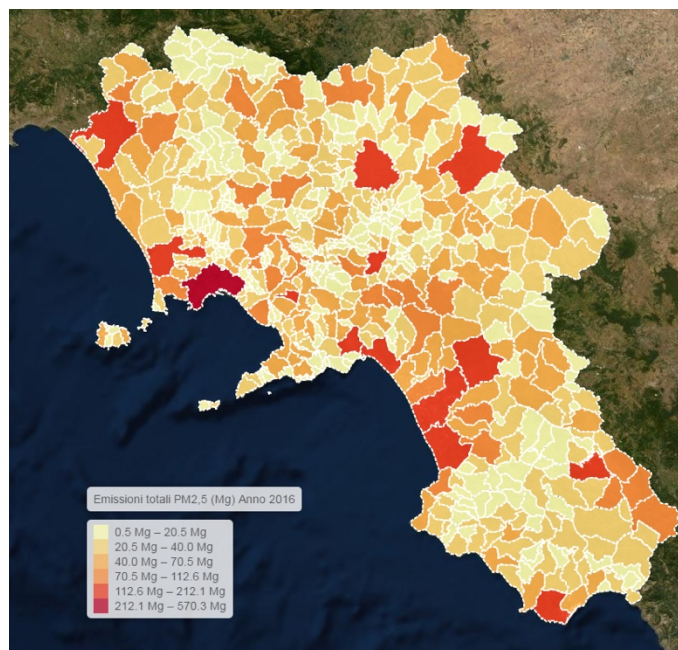 Emissioni totali PM2,5 (Mg) Anno 2016
0.5 Mg – 20.5 Mg
20.5 Mg – 40.0 Mg
40.0 Mg – 70.5 Mg
70.5 Mg – 112.6 Mg
112.6 Mg – 212.1 Mg
212.1 Mg – 570.3 Mg